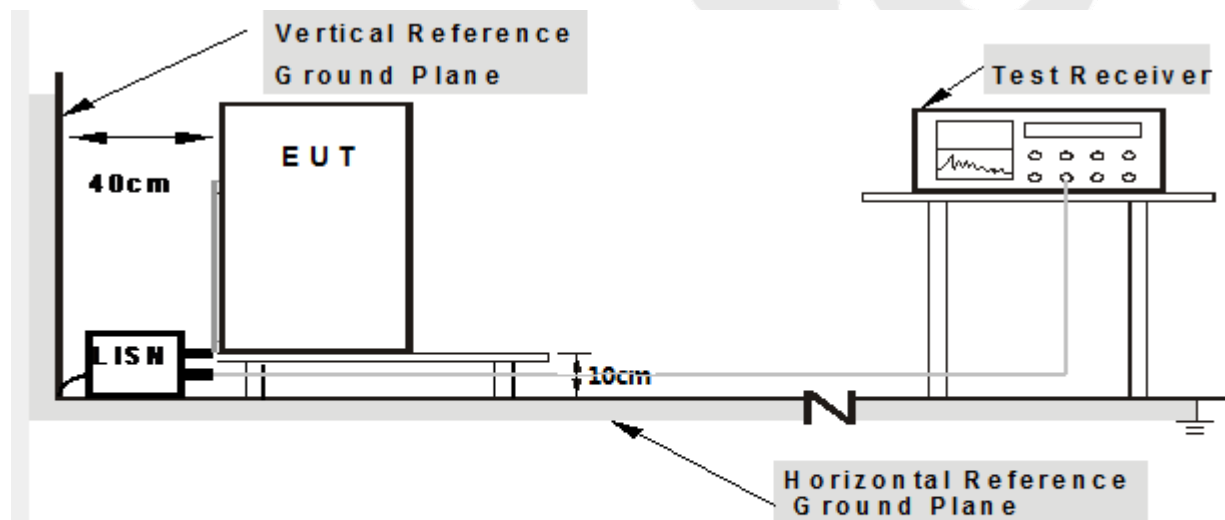 Vertical Reference
Ground Plane
Test Receiver
EUT
40cm
LISN
10cm
Horizontal Reference
Ground Plane